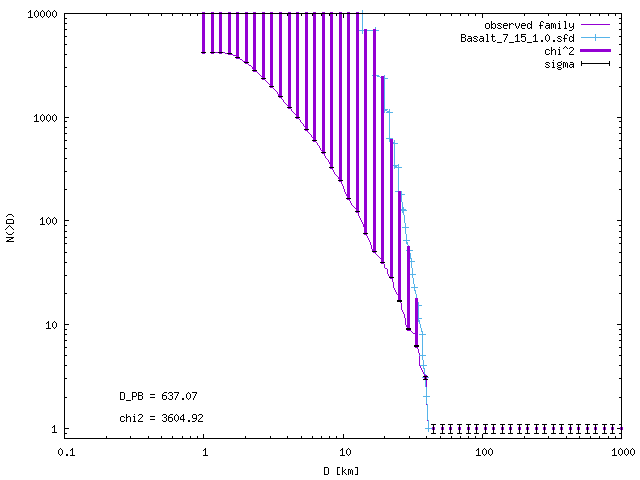 10000
observed family
Basalt_7_15_1.0.sfd
chi^2
sigma
1000
100
N(>D)
10
D_PB = 637.07
chi2 = 3604.92
1
0.1 1 10 100 1000
D [km]